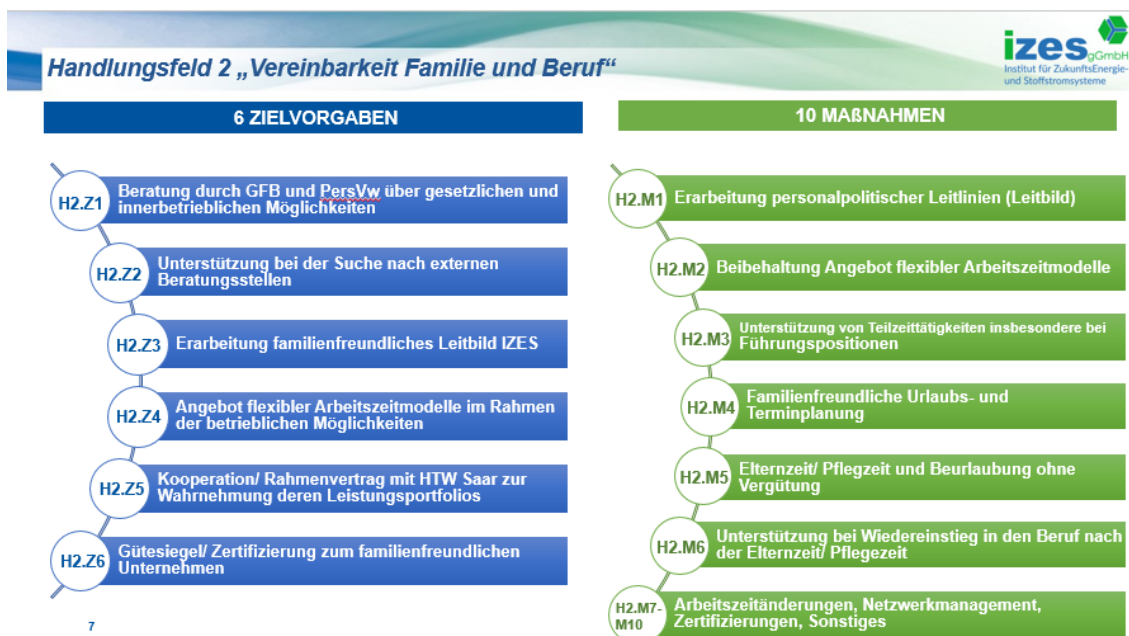 Handlungsfeld 2 „Vereinbarkeit Familie und Beruf“
izes gGmbH
Institut für ZukunftsEnergie-
und Stoffstromsysteme
6 ZIELVORGABEN
H2.Z1
Beratung durch GFB und PersVw über gesetzlichen und
innerbetrieblichen Möglichkeiten
H2.Z2
Unterstützung bei der Suche nach externen
Beratungsstellen
H2.Z3
Erarbeitung familienfreundliches Leitbild IZES
H2.Z4
Angebot flexibler Arbeitszeitmodelle im Rahmen
der betrieblichen Möglichkeiten
H2.Z5
Kooperation/ Rahmenvertrag mit HTW Saar zur
Wahrnehmung deren Leistungsportfolios
H2.Z6
Gütesiegel/ Zertifizierung zum familienfreundlichen
Unternehmen
10 MAßNAHMEN
H2.M1
Erarbeitung personalpolitischer Leitlinien (Leitbild)
H2.M2
Beibehaltung Angebot flexibler Arbeitszeitmodelle
H2.M3
Unterstützung von Teilzeittätigkeiten insbesondere bei
Führungspositionen
H2.M4
Familienfreundliche Urlaubs- und
Terminplanung
H2.M5
Elternzeit/ Pflegzeit und Beurlaubung ohne
Vergütung
H2.M6
Unterstützung bei Wiedereinstieg in den Beruf nach
der Elternzeit/ Pflegezeit
H2.M7-
M10
Arbeitszeitänderungen, Netzwerkmanagement,
Zertifizierungen, Sonstiges
7